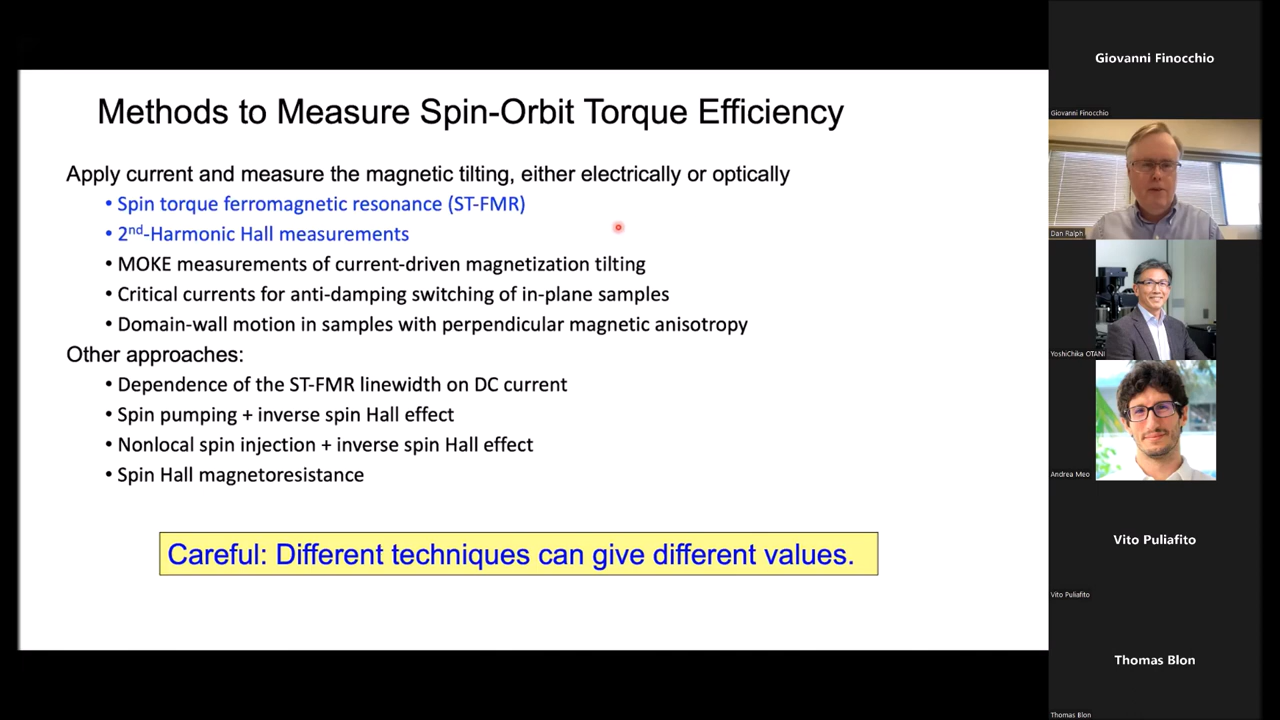 Methods to Measure Spin-Orbit Torque Efficiency
Apply current and measure the magnetic tilting, either electrically or optically
• Spin torque ferromagnetic resonance (ST-FMR)
• 2nd-Harmonic Hall measurements
• MOKE measurements of current-driven magnetization tilting
• Critical currents for anti-damping switching of in-plane samples
• Domain-wall motion in samples with perpendicular magnetic anisotropy
Other approaches:
• Dependence of the ST-FMR linewidth on DC current
• Spin pumping + inverse spin Hall effect
• Nonlocal spin injection + inverse spin Hall effect
• Spin Hall magnetoresistance
Careful: Different techniques can give different values.
Giovanni Finocchio
Giovanni Finocchio
Dan Ralph
YoshiChika OTANI
Andrea Meo
Vito Puliafito
Vito Puliafito
Thomas Blon
Thomas Blon